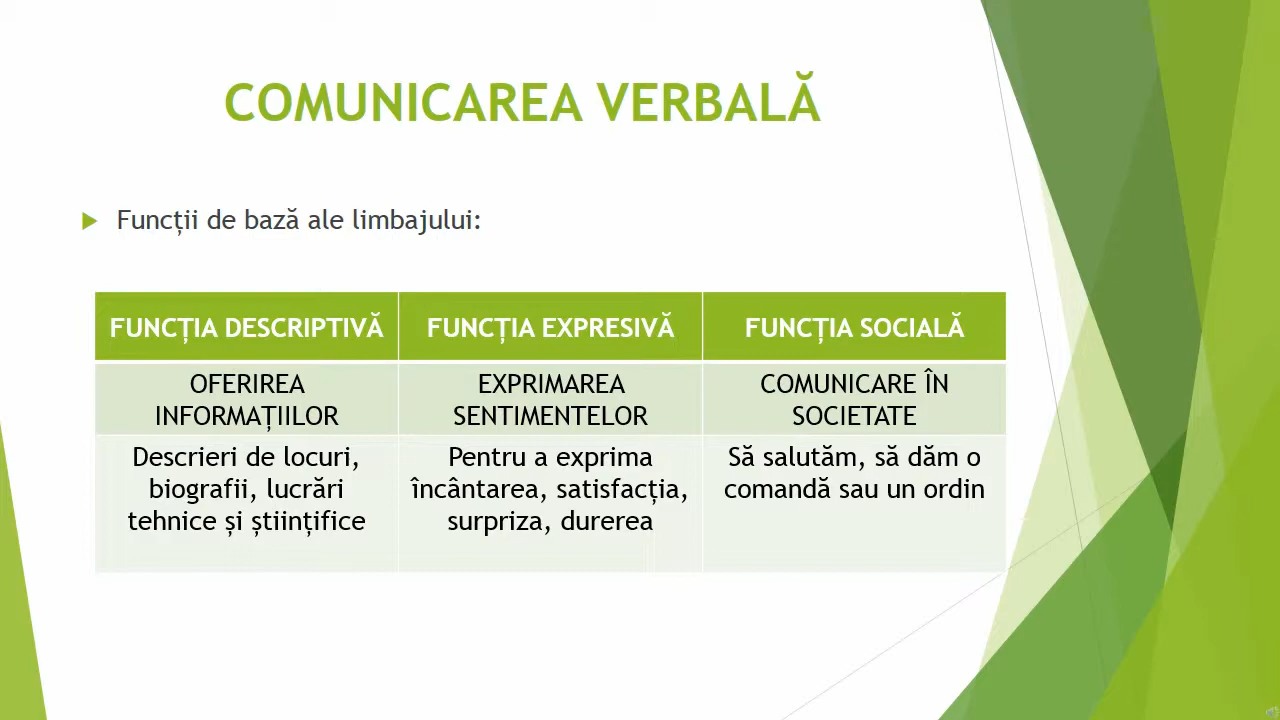 COMUNICAREA VERBALĂ
Funcții de bază ale limbajului:
FUNCȚIA DESCRIPTIVĂ
FUNCȚIA EXPRESIVĂ
FUNCȚIA SOCIALĂ
OFERIREA
INFORMAȚIILOR
EXPRIMAREA
SENTIMENTELOR
COMUNICARE ÎN
SOCIETATE
Descrieri de locuri,
biografii, lucrări
tehnice și științifice
Pentru a exprima
încântarea, satisfacția,
surpriza, durerea
Să salutăm, să dăm o
comandă sau un ordin